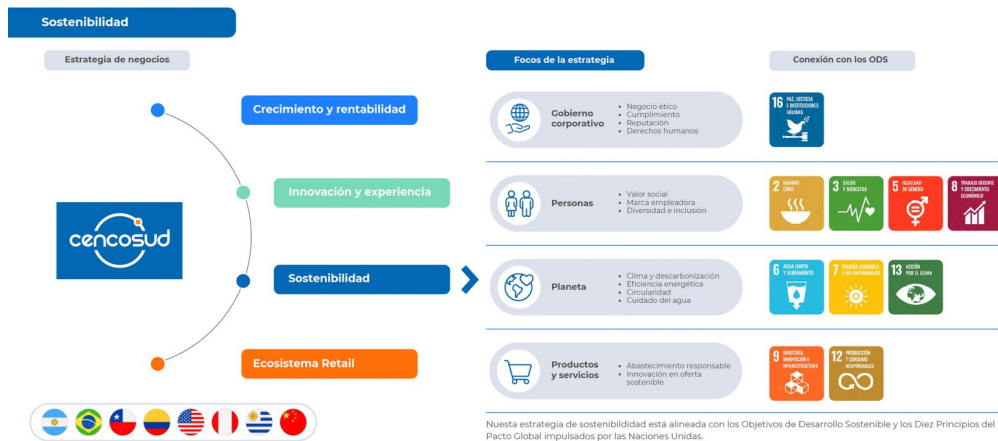 Sostenibilidad
Estrategia de negocios
Crecimiento y rentabilidad
Innovación y experiencia
cencosud
Sostenibilidad
Ecosistema Retail
Focos de la estrategia
Conexión con los ODS
Gobierno
corporativo
• Negocio ético
• Cumplimiento
• Reputación
• Derechos humanos
16 PAZ, JUSTICIA
E INSTITUCIONES
SÓLIDAS
Personas
• Valor social
• Marca empleadora
• Diversidad e inclusión
2 HAMBRE
CERO
3 SALUD
Y BIENESTAR
5 IGUALDAD
DE GÉNERO
8 TRABAJO DECENTE
Y CRECIMIENTO
ECONÓMICO
Planeta
• Clima y descarbonización
• Eficiencia energética
• Circularidad
• Cuidado del agua
6 AGUA LIMPIA
Y SANEAMIENTO
7 ENERGÍA ASEQUIBLE
Y NO CONTAMINANTE
13 ACCIÓN
POR EL CLIMA
Productos
y servicios
• Abastecimiento responsable
• Innovación en oferta
sostenible
9 INDUSTRIA,
INNOVACIÓN E
INFRAESTRUCTURA
12 PRODUCCIÓN
Y CONSUMO
RESPONSABLES
Nuesta estrategia de sostenibildidad está alineada con los Objetivos de Desarrollo Sostenible y los Diez Principios del
Pacto Global impulsados por las Naciones Unidas.